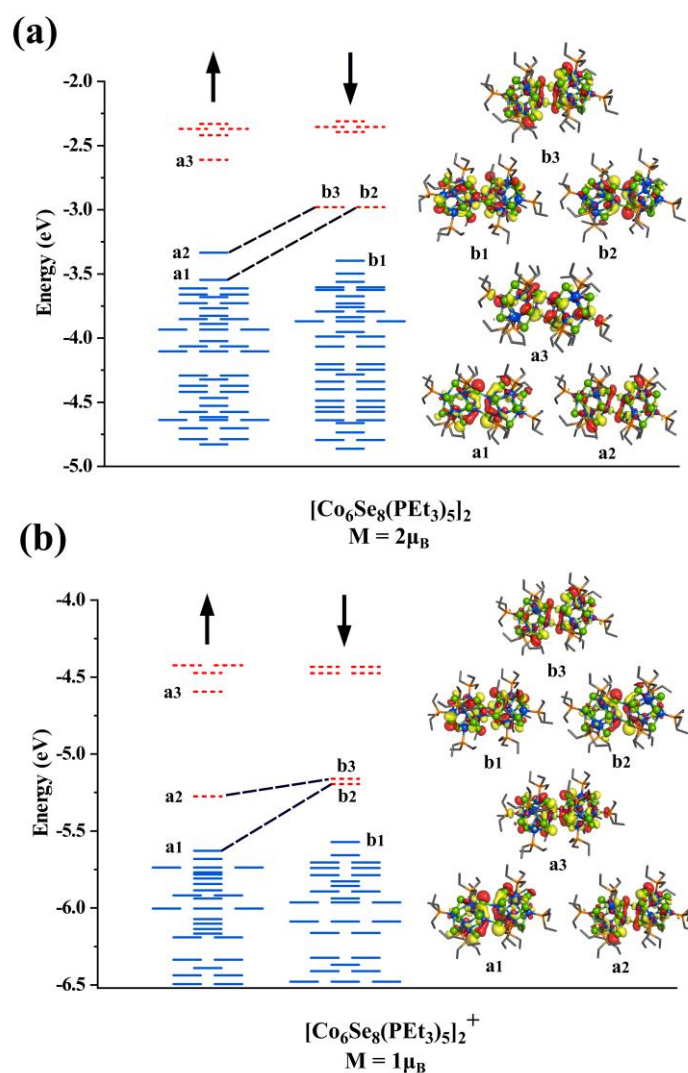 (a)
-2.0
-2.5
-3.0
-3.5
-4.0
-4.5
-5.0
Energy (eV)
a3
a2
a1
b3 b2
b1
b3
b1 b2
a3
a1 a2
[Co₆Se₈(PEt₃)₅]₂
M = 2μ_B
(b)
-4.0
-4.5
-5.0
-5.5
-6.0
-6.5
Energy (eV)
a3
a2
a1
b3
b2
b1
b3
b1 b2
a3
a1 a2
[Co₆Se₈(PEt₃)₅]₂⁺
M = 1μ_B